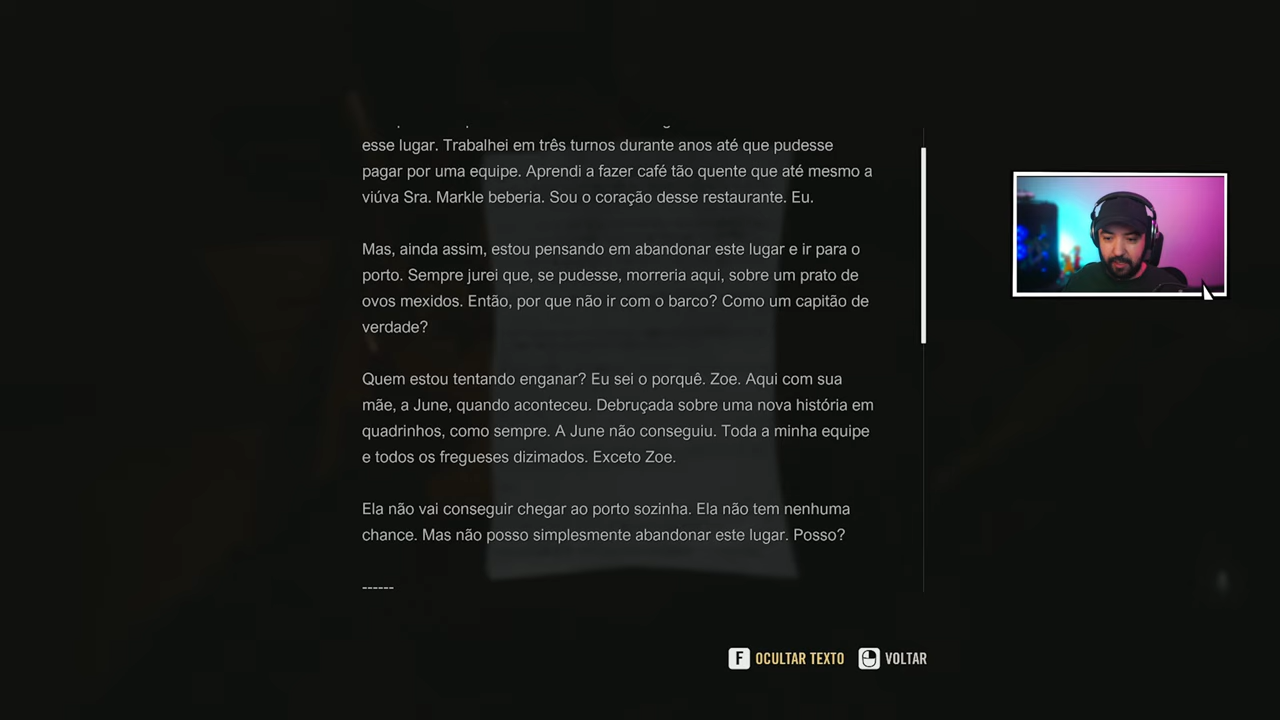 esse lugar. Trabalhei em três turnos durante anos até que pudesse
pagar por uma equipe. Aprendi a fazer café tão quente que até mesmo a
viúva Sra. Markle beberia. Sou o coração desse restaurante. Eu.
Mas, ainda assim, estou pensando em abandonar este lugar e ir para o
porto. Sempre jurei que, se pudesse, morreria aqui, sobre um prato de
ovos mexidos. Então, por que não ir com o barco? Como um capitão de
verdade?
Quem estou tentando enganar? Eu sei o porquê. Zoe. Aqui com sua
mãe, a June, quando aconteceu. Debruçada sobre uma nova história em
quadrinhos, como sempre. A June não conseguiu. Toda a minha equipe
e todos os fregueses dizimados. Exceto Zoe.
Ela não vai conseguir chegar ao porto sozinha. Ela não tem nenhuma
chance. Mas não posso simplesmente abandonar este lugar. Posso?
------
F OCULTAR TEXTO VOLTAR